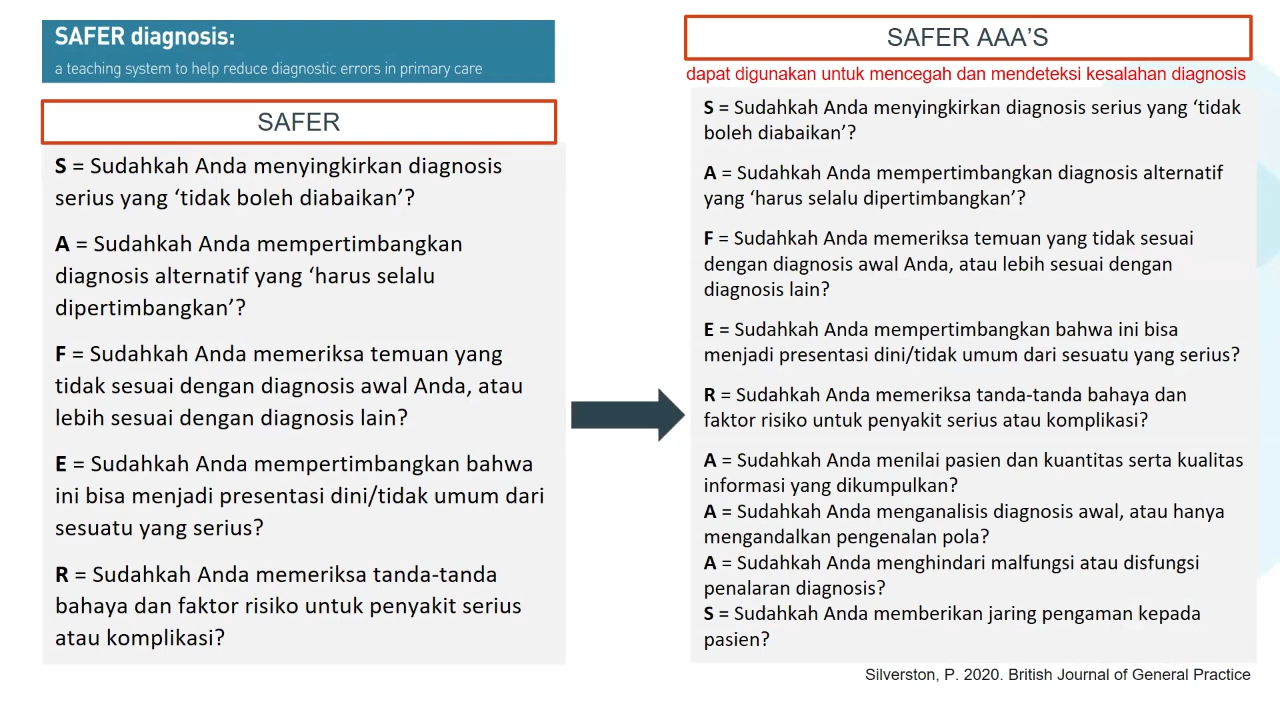 SAFER diagnosis:
a teaching system to help reduce diagnostic errors in primary care
SAFER
S = Sudahkah Anda menyingkirkan diagnosis
serius yang ‘tidak boleh diabaikan’?
A = Sudahkah Anda mempertimbangkan
diagnosis alternatif yang ‘harus selalu
dipertimbangkan’?
F = Sudahkah Anda memeriksa temuan yang
tidak sesuai dengan diagnosis awal Anda, atau
lebih sesuai dengan diagnosis lain?
E = Sudahkah Anda mempertimbangkan bahwa
ini bisa menjadi presentasi dini/tidak umum dari
sesuatu yang serius?
R = Sudahkah Anda memeriksa tanda-tanda
bahaya dan faktor risiko untuk penyakit serius
atau komplikasi?
SAFER AAA’S
dapat digunakan untuk mencegah dan mendeteksi kesalahan diagnosis
S = Sudahkah Anda menyingkirkan diagnosis serius yang ‘tidak
boleh diabaikan’?
A = Sudahkah Anda mempertimbangkan diagnosis alternatif
yang ‘harus selalu dipertimbangkan’?
F = Sudahkah Anda memeriksa temuan yang tidak sesuai
dengan diagnosis awal Anda, atau lebih sesuai dengan
diagnosis lain?
E = Sudahkah Anda mempertimbangkan bahwa ini bisa
menjadi presentasi dini/tidak umum dari sesuatu yang serius?
R = Sudahkah Anda memeriksa tanda-tanda bahaya dan
faktor risiko untuk penyakit serius atau komplikasi?
A = Sudahkah Anda menilai pasien dan kuantitas serta kualitas
informasi yang dikumpulkan?
A = Sudahkah Anda menganalisis diagnosis awal, atau hanya
mengandalkan pengenalan pola?
A = Sudahkah Anda menghindari malfungsi atau disfungsi
penalaran diagnosis?
S = Sudahkah Anda memberikan jaring pengaman kepada
pasien?
Silverston, P. 2020. British Journal of General Practice